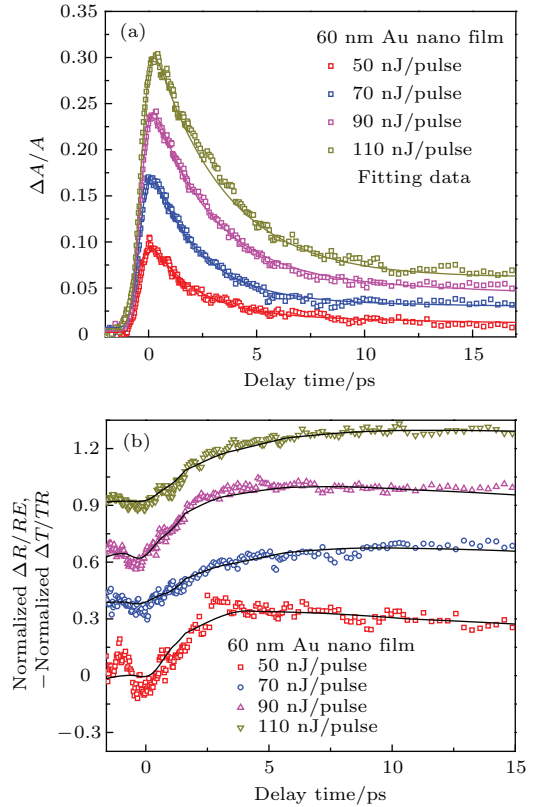 (a)
60 nm Au nano film
50 nJ/pulse
70 nJ/pulse
90 nJ/pulse
110 nJ/pulse
Fitting data
0.35
0.30
0.25
0.20
0.15
0.10
0.05
0
ΔA/A
0
5
10
15
Delay time/ps
(b)
1.2
0.9
0.6
0.3
0
−0.3
Normalized ΔR/RE,
−Normalized ΔT/TR
60 nm Au nano film
50 nJ/pulse
70 nJ/pulse
90 nJ/pulse
110 nJ/pulse
0
5
10
15
Delay time/ps